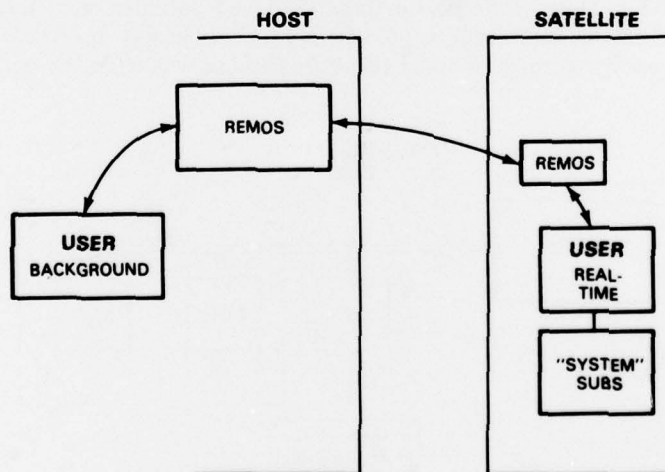 HOST
SATELLITE
REMOS
REMOS
USER
BACKGROUND
USER
REAL-
TIME
"SYSTEM"
SUBS